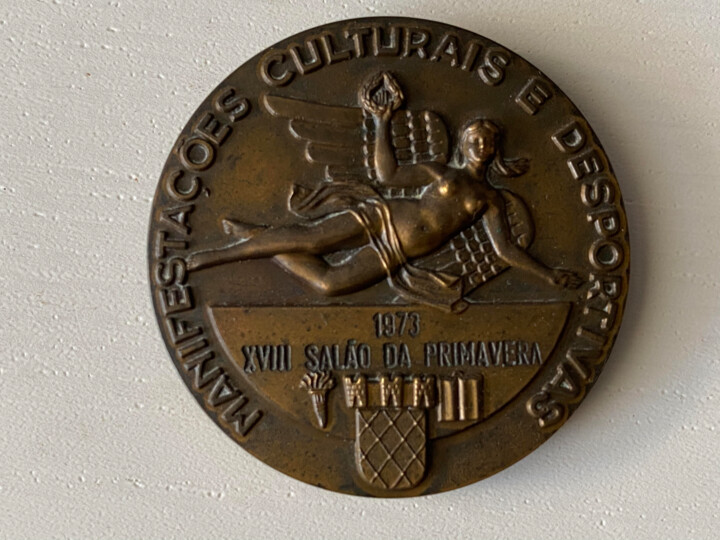 MANIFESTAÇÕES CULTURAIS E DESPORTIVAS
1973
XVIII SALÃO DA PRIMAVERA